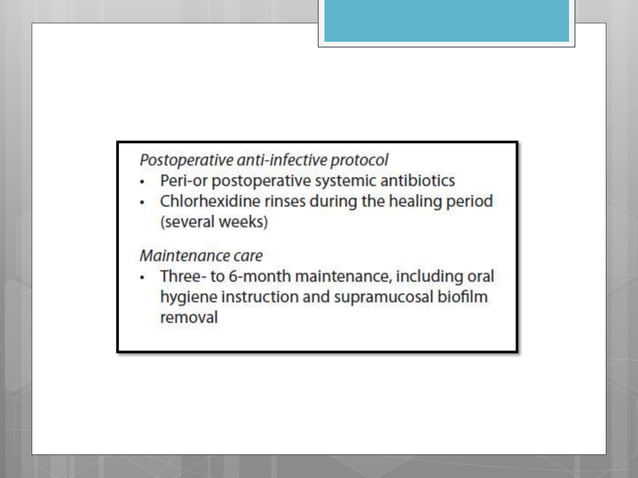 Postoperative anti-infective protocol
• Peri-or postoperative systemic antibiotics
• Chlorhexidine rinses during the healing period
(several weeks)
Maintenance care
• Three- to 6-month maintenance, including oral
hygiene instruction and supramucosal biofilm
removal